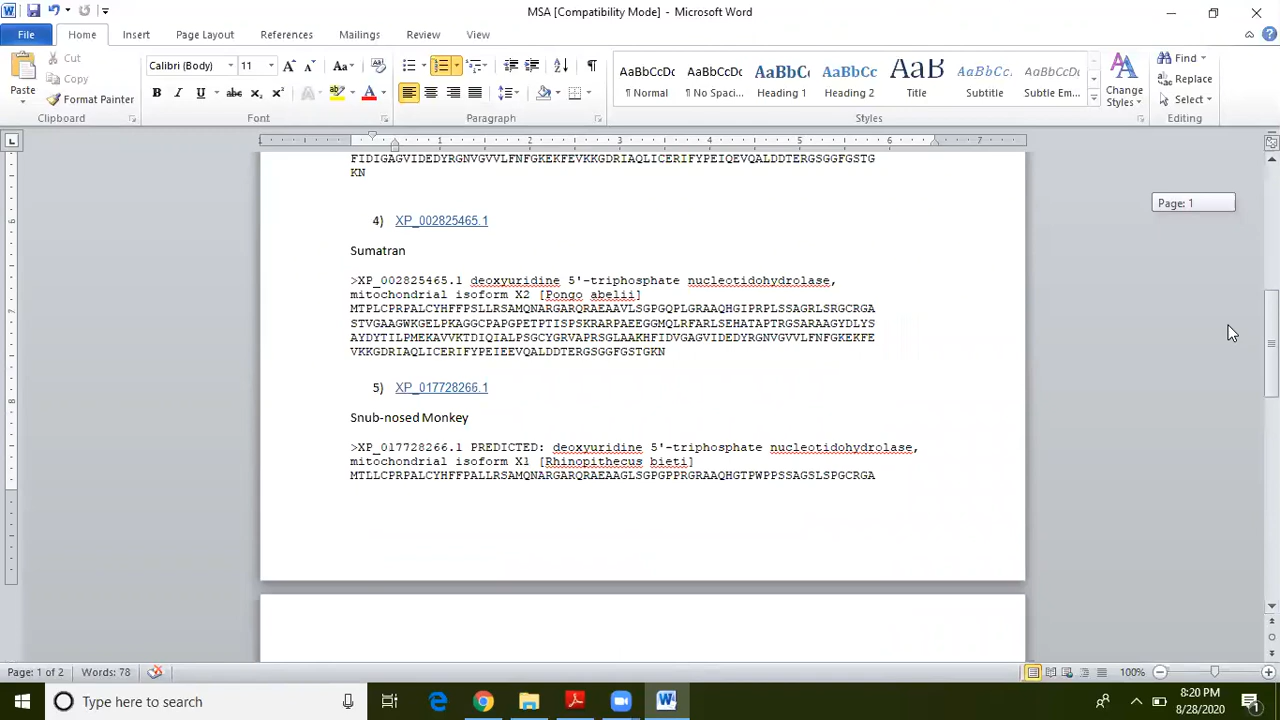 MSA [Compatibility Mode] - Microsoft Word
File Home Insert Page Layout References Mailings Review View
Paste
Cut
Copy
Format Painter
Clipboard
Calibri (Body) 11
Font
Paragraph
AaBbCcDc AaBbCcDc AaBbC AaBbCc AaB AaBbCc. AaBbCcDc
¶ Normal ¶ No Spaci... Heading 1 Heading 2 Title Subtitle Subtle Em...
Styles
Change
Styles
Find
Replace
Select
Editing
FIDIGAGVIDEDYRGNVGVVLFNFGKEKFEVKKGDRIAQLICERIFYPEIQEVQALDDTERGSGGFGSTG
KN
Page: 1
4) XP_002825465.1
Sumatran
>XP_002825465.1 deoxyuridine 5'-triphosphate nucleotidohydrolase,
mitochondrial isoform X2 [Pongo abelii]
MTPLCPRPALCYHFFPSLLRSAMQNARGARQRAEAAVLSGPGQPLGRAAQHGIPRPLSSAGRLSRGCRGA
STVGAAGWKGELPKAGGCPAPGPETPTISPSKRARPAEEGGMQLRFARLSEHATAPTRGSARAAGYDLYS
AYDYTILPMEKAVVKTDIQIALPSGCYGRVAPRSGLAAKHFIDVGAGVIDEDYRGNVGVVLFNFGKEKFE
VKKGDRIAQLICERIFYPEIEEVQALDDTERGSGGFGSTGKN
5) XP_017728266.1
Snub-nosed Monkey
>XP_017728266.1 PREDICTED: deoxyuridine 5'-triphosphate nucleotidohydrolase,
mitochondrial isoform X1 [Rhinopithecus bieti]
MTLLCPRPALCYHFFPALLRSAMQNARGARQRAEAAGLSGPGPPRGRAAQHGTPWPPSSAGSLSPGCRGA
Page: 1 of 2 Words: 78 100%
Type here to search
8:20 PM
8/28/2020